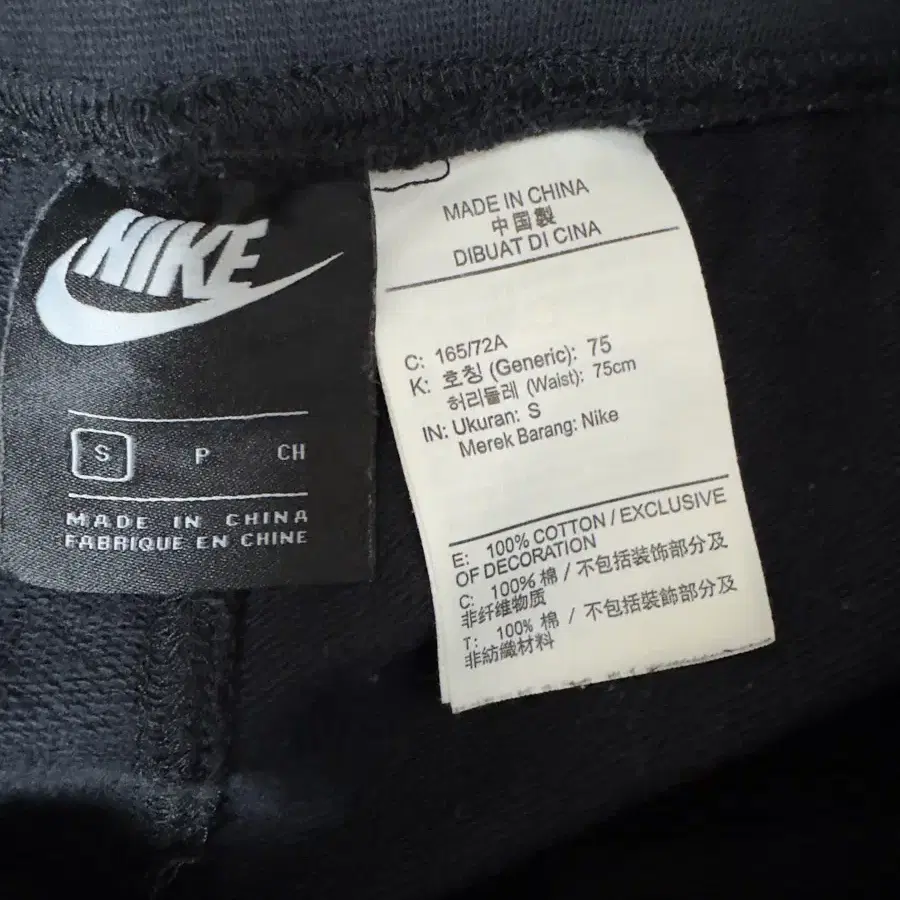 NIKE
S P CH
MADE IN CHINA
FABRIQUE EN CHINE
MADE IN CHINA
中国製
DIBUAT DI CINA
C: 165/72A
K: 호칭 (Generic): 75
허리둘레 (Waist): 75cm
IN: Ukuran: S
Merek Barang: Nike
E: 100% COTTON / EXCLUSIVE
OF DECORATION
C: 100% 棉 / 不包括装饰部分及
非纤维物质
T: 100% 棉 / 不包括裝飾部分及
非紡織材料